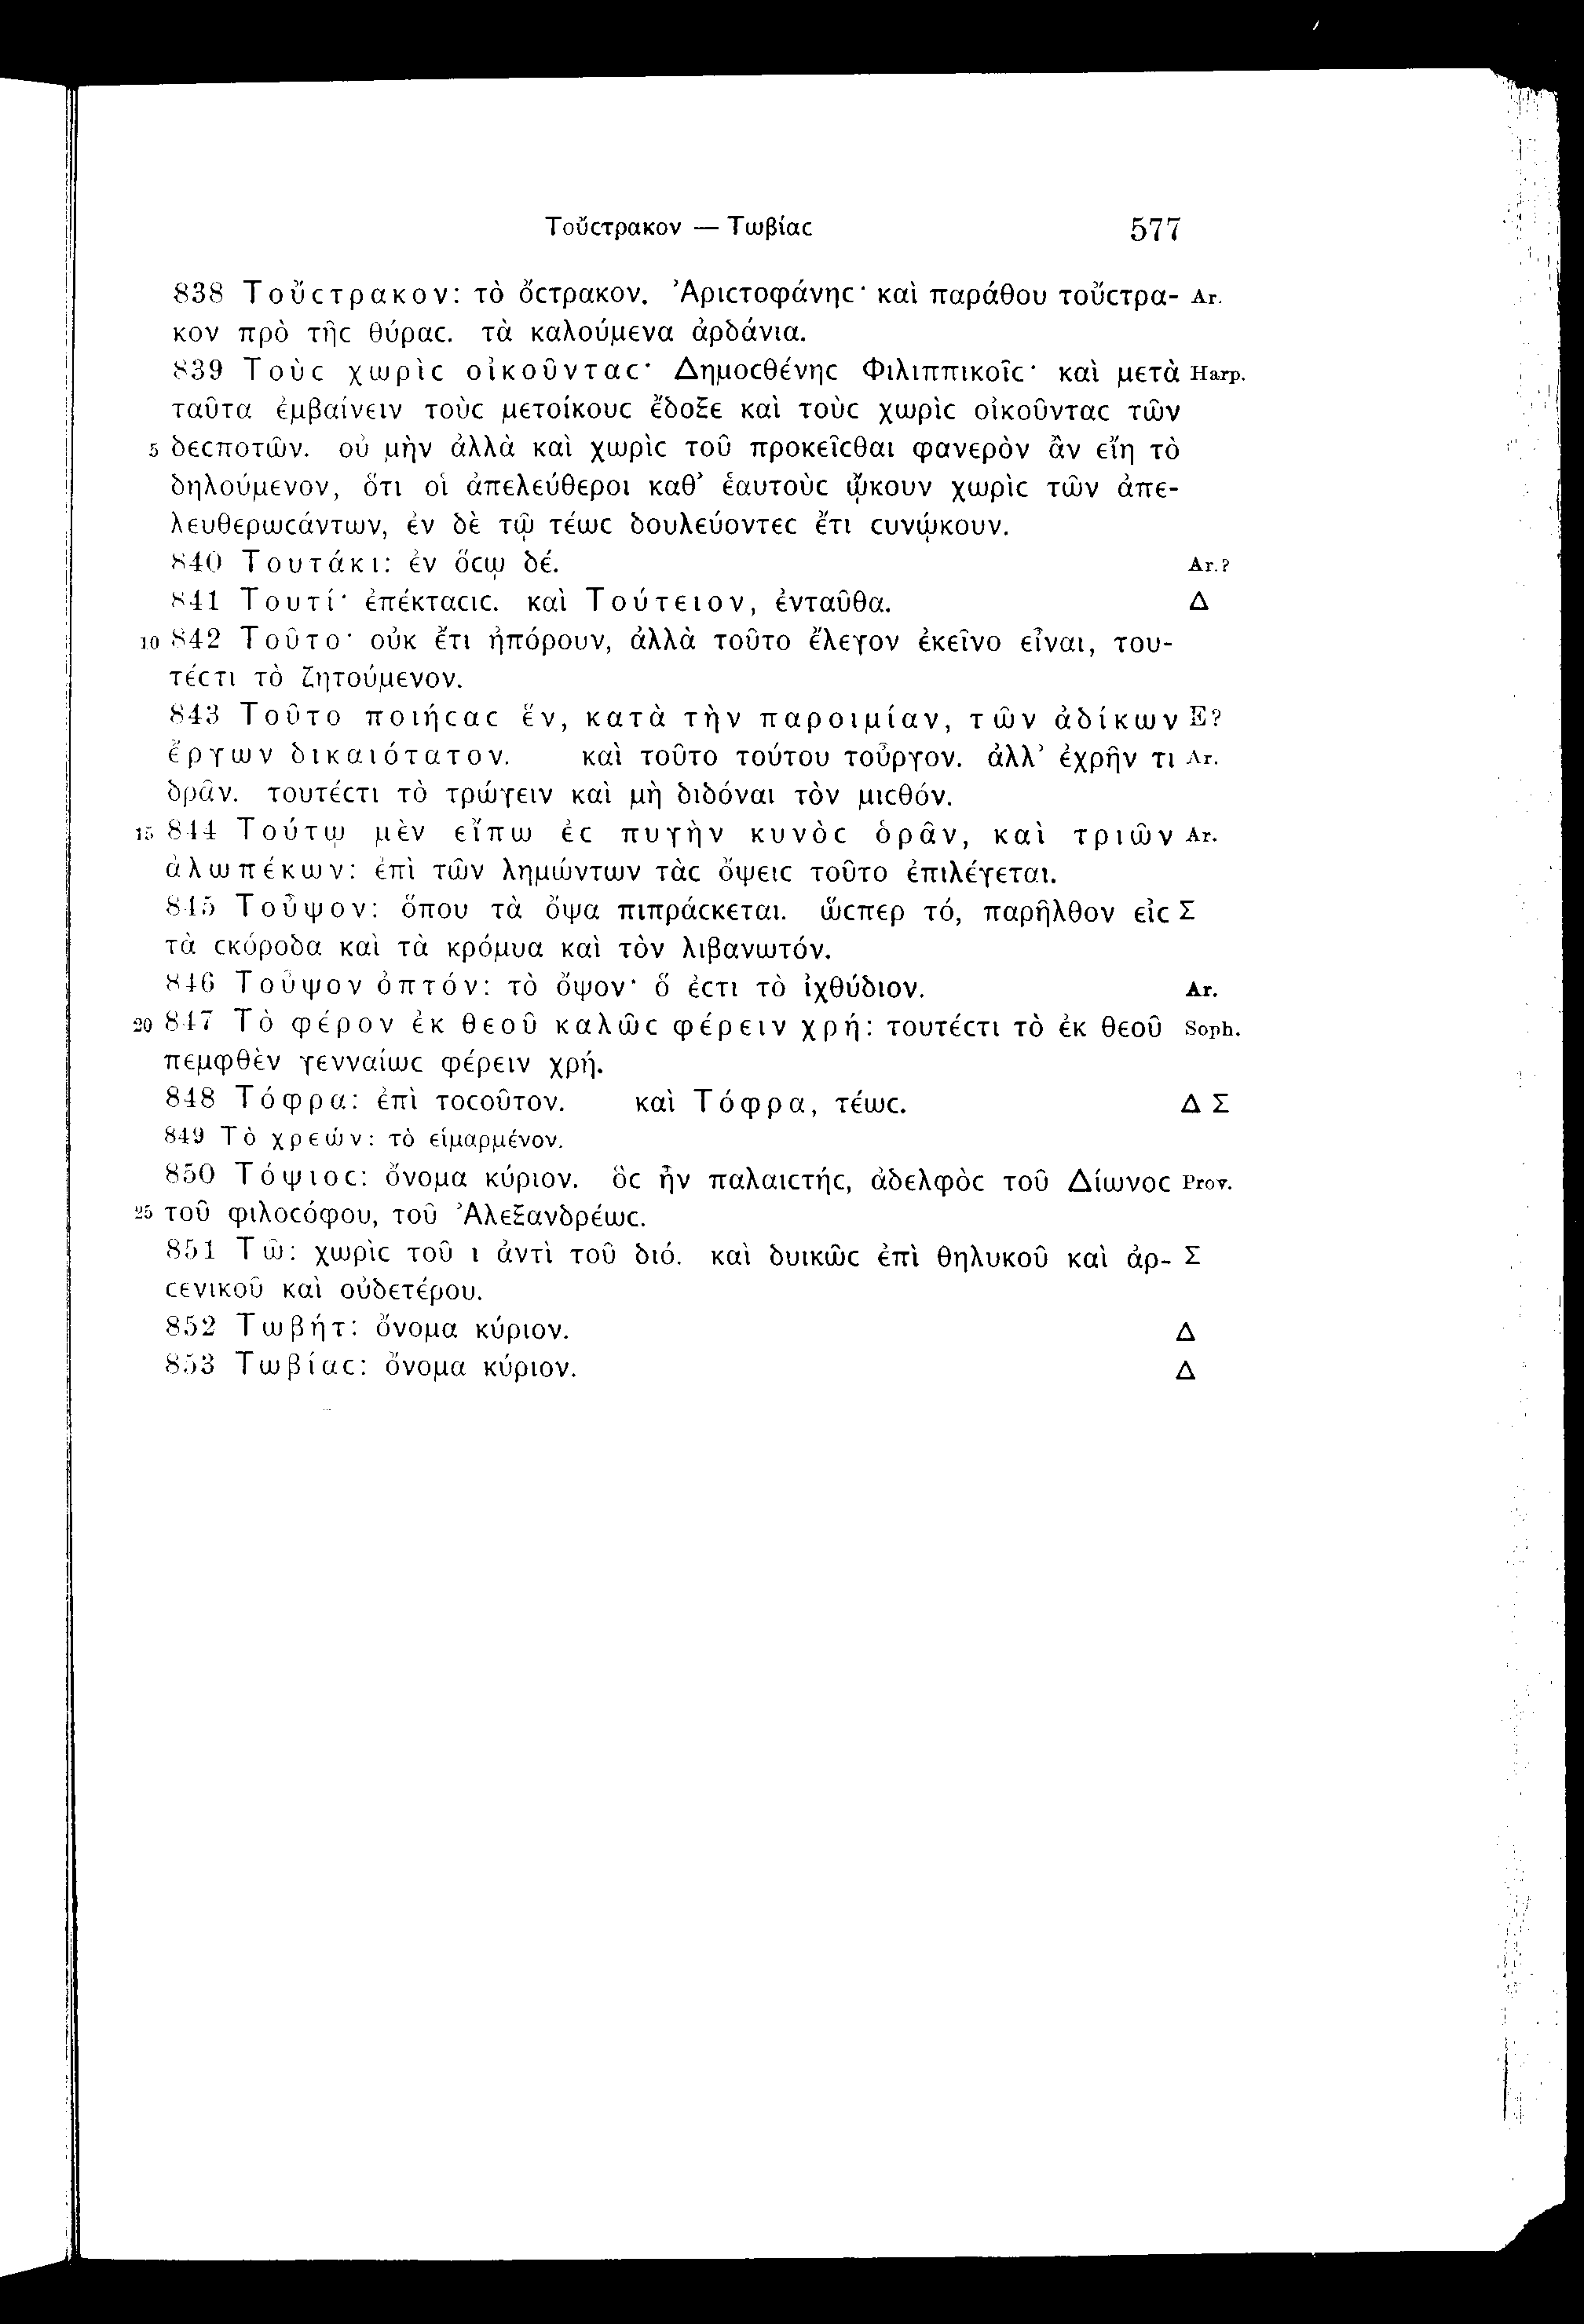 Τοὔϲτρακον — Τωβίαϲ 577
838 Τοὔϲτρακον: τὸ ὄϲτρακον. Ἀριϲτοφάνηϲ· καὶ παράθου τοὔϲτρα- Ar.
κον πρὸ τῆϲ θύραϲ. τὰ καλούμενα ἀρδάνια.
839 Τοὺϲ χωρὶϲ οἰκοῦνταϲ· Δημοϲθένηϲ Φιλιππικοῖϲ· καὶ μετὰ Harp.
ταῦτα ἐμβαίνειν τοὺϲ μετοίκουϲ ἔδοξε καὶ τοὺϲ χωρὶϲ οἰκοῦνταϲ τῶν
5 δεϲποτῶν. οὐ μὴν ἀλλὰ καὶ χωρὶϲ τοῦ προκεῖϲθαι φανερὸν ἂν εἴη τὸ
δηλούμενον, ὅτι οἱ ἀπελεύθεροι καθ’ ἑαυτοὺϲ ᾤκουν χωρὶϲ τῶν ἀπε-
λευθερωϲάντων, ἐν δὲ τῷ τέωϲ δουλεύοντεϲ ἔτι ϲυνῴκουν.
840 Τουτάκι: ἐν ὅϲῳ δέ. Ar.?
841 Τουτί· ἐπέκταϲιϲ. καὶ Τούτειον, ἐνταῦθα. Δ
10 842 Τοῦτο· οὐκ ἔτι ἠπόρουν, ἀλλὰ τοῦτο ἔλεγον ἐκεῖνο εἶναι, του-
τέϲτι τὸ ζητούμενον.
843 Τοῦτο ποιήϲαϲ ἕν, κατὰ τὴν παροιμίαν, τῶν ἀδίκων E?
ἔργων δικαιότατον. καὶ τοῦτο τούτου τοὖργον. ἀλλ’ ἐχρῆν τι Ar.
δρᾶν. τουτέϲτι τὸ τρώγειν καὶ μὴ διδόναι τὸν μιϲθόν.
15 844 Τούτῳ μὲν εἴπω ἐϲ πυγὴν κυνὸϲ ὁρᾶν, καὶ τριῶν Ar.
ἀλωπέκων: ἐπὶ τῶν λημώντων τὰϲ ὄψειϲ τοῦτο ἐπιλέγεται.
845 Τοὖψον: ὅπου τὰ ὄψα πιπράϲκεται. ὥϲπερ τό, παρῆλθον εἰϲ Σ
τὰ ϲκόροδα καὶ τὰ κρόμυα καὶ τὸν λιβανωτόν.
846 Τοὖψον ὀπτόν: τὸ ὄψον· ὅ ἐϲτι τὸ ἰχθύδιον. Ar.
20 847 Τὸ φέρον ἐκ θεοῦ καλῶϲ φέρειν χρή: τουτέϲτι τὸ ἐκ θεοῦ Soph.
πεμφθὲν γενναίωϲ φέρειν χρή.
848 Τόφρα: ἐπὶ τοϲοῦτον. καὶ Τόφρα, τέωϲ. Δ Σ
849 Τὸ χρεών: τὸ εἱμαρμένον.
850 Τόψιοϲ: ὄνομα κύριον. ὃϲ ἦν παλαιϲτήϲ, ἀδελφὸϲ τοῦ Δίωνοϲ Prov.
25 τοῦ φιλοϲόφου, τοῦ Ἀλεξανδρέωϲ.
851 Τῶ: χωρὶϲ τοῦ ι ἀντὶ τοῦ διό. καὶ δυικῶϲ ἐπὶ θηλυκοῦ καὶ ἀρ- Σ
ϲενικοῦ καὶ οὐδετέρου.
852 Τωβήτ: ὄνομα κύριον. Δ
853 Τωβίαϲ: ὄνομα κύριον. Δ